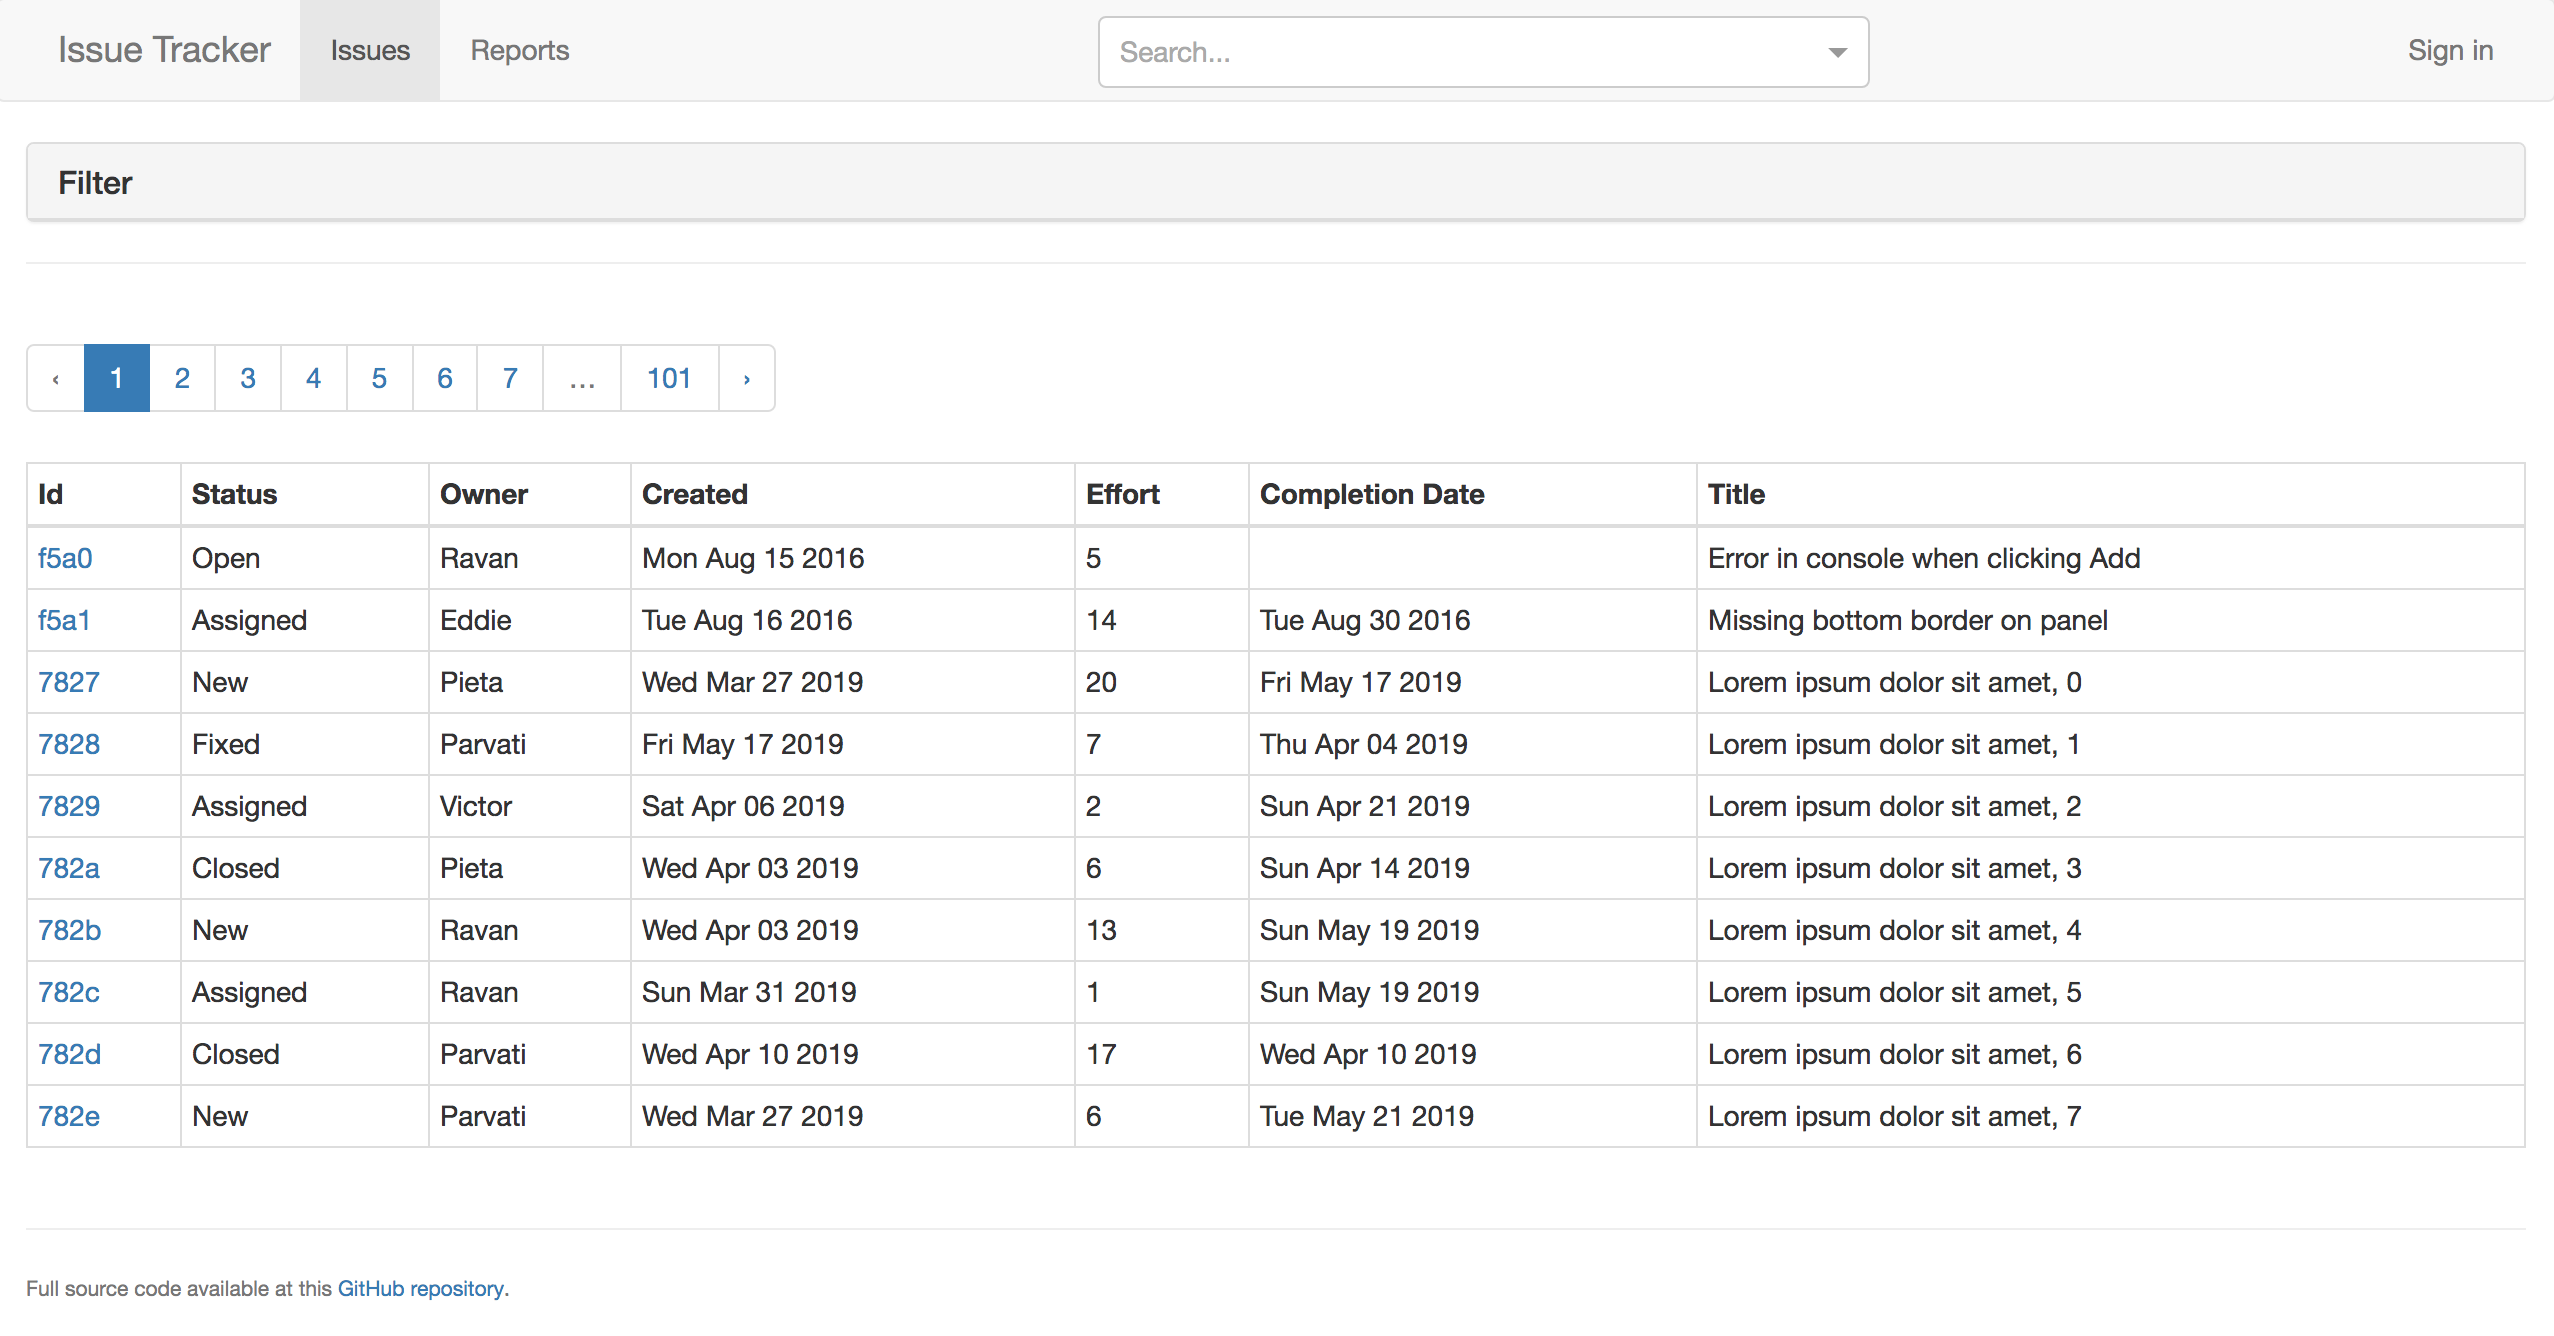 Issue Tracker Issues Reports Search... Sign in
Filter
‹ 1 2 3 4 5 6 7 ... 101 ›
Id Status Owner Created Effort Completion Date Title
f5a0 Open Ravan Mon Aug 15 2016 5 Error in console when clicking Add
f5a1 Assigned Eddie Tue Aug 16 2016 14 Tue Aug 30 2016 Missing bottom border on panel
7827 New Pieta Wed Mar 27 2019 20 Fri May 17 2019 Lorem ipsum dolor sit amet, 0
7828 Fixed Parvati Fri May 17 2019 7 Thu Apr 04 2019 Lorem ipsum dolor sit amet, 1
7829 Assigned Victor Sat Apr 06 2019 2 Sun Apr 21 2019 Lorem ipsum dolor sit amet, 2
782a Closed Pieta Wed Apr 03 2019 6 Sun Apr 14 2019 Lorem ipsum dolor sit amet, 3
782b New Ravan Wed Apr 03 2019 13 Sun May 19 2019 Lorem ipsum dolor sit amet, 4
782c Assigned Ravan Sun Mar 31 2019 1 Sun May 19 2019 Lorem ipsum dolor sit amet, 5
782d Closed Parvati Wed Apr 10 2019 17 Wed Apr 10 2019 Lorem ipsum dolor sit amet, 6
782e New Parvati Wed Mar 27 2019 6 Tue May 21 2019 Lorem ipsum dolor sit amet, 7
Full source code available at this GitHub repository.